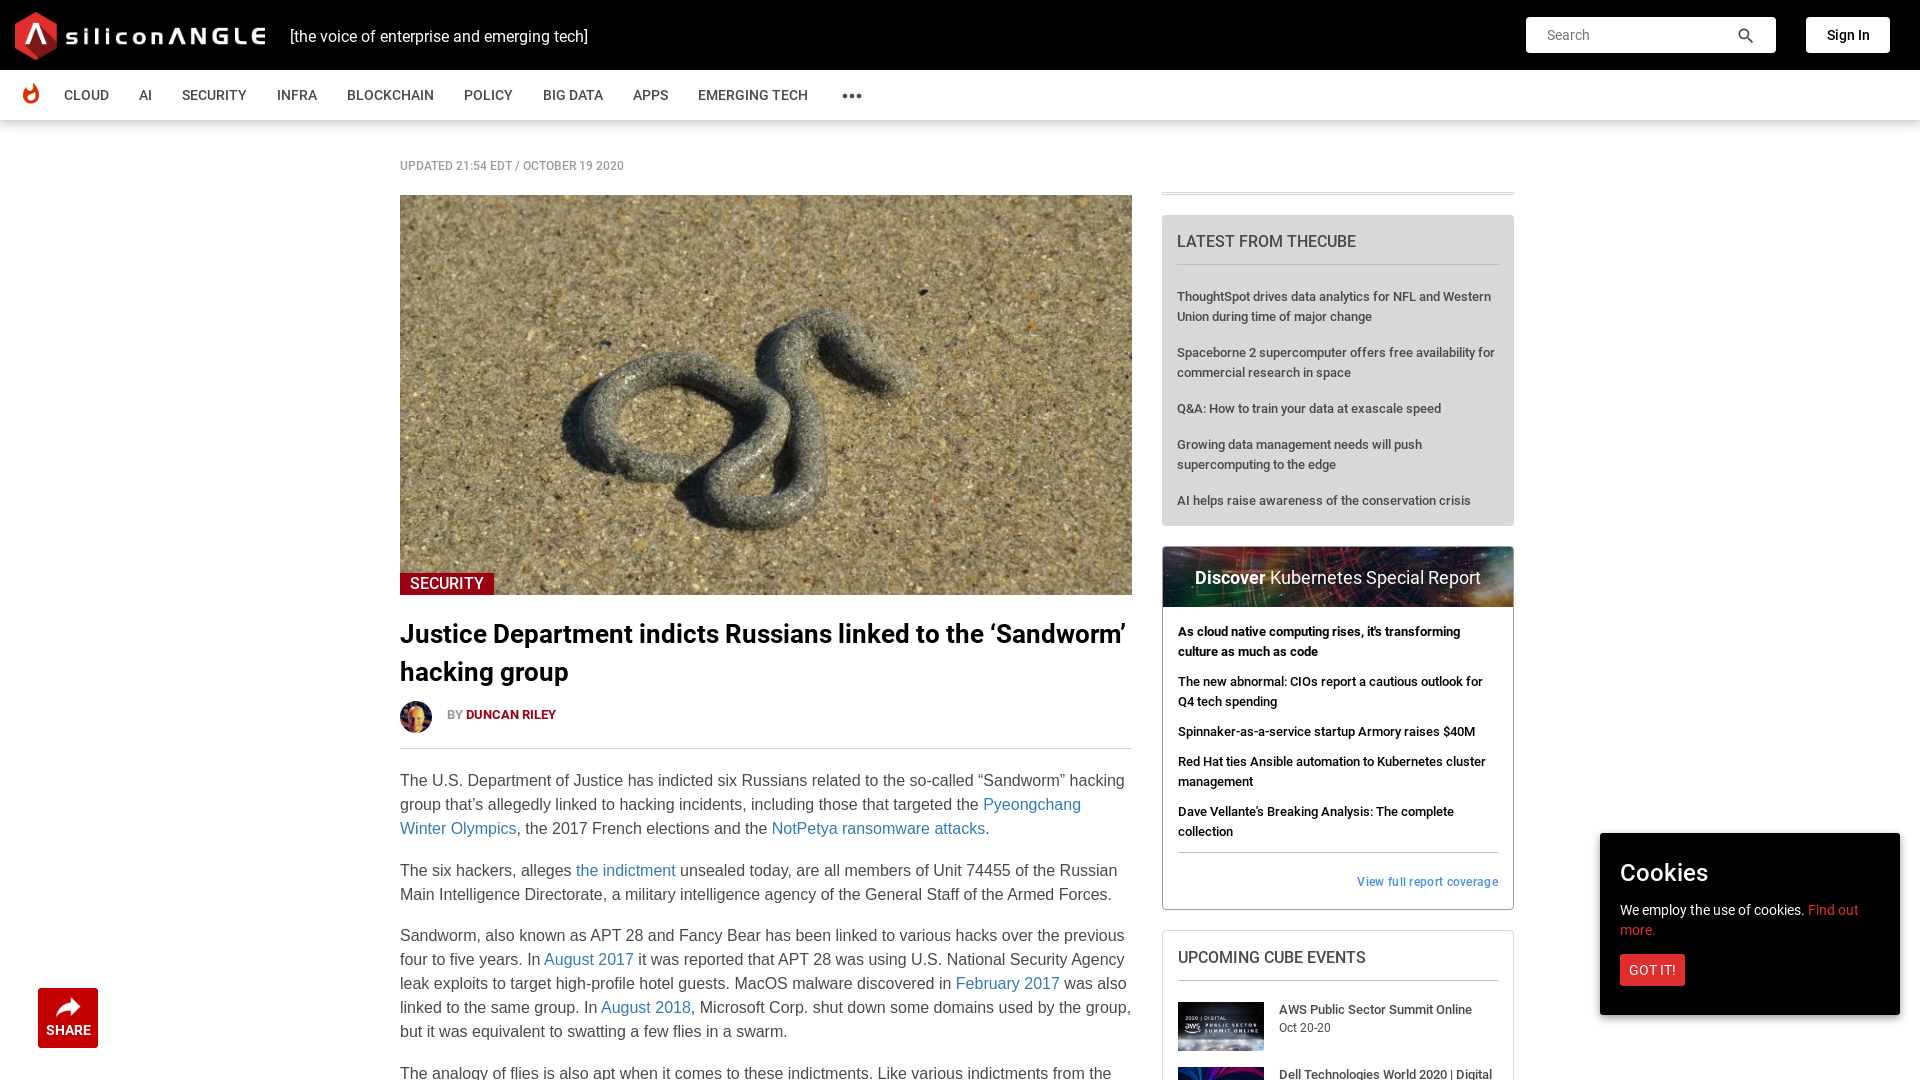 siliconANGLE
[the voice of enterprise and emerging tech]
Search
Sign In
CLOUD
AI
SECURITY
INFRA
BLOCKCHAIN
POLICY
BIG DATA
APPS
EMERGING TECH
UPDATED 21:54 EDT / OCTOBER 19 2020
SECURITY
Justice Department indicts Russians linked to the ‘Sandworm’
hacking group
BY DUNCAN RILEY
The U.S. Department of Justice has indicted six Russians related to the so-called “Sandworm” hacking
group that’s allegedly linked to hacking incidents, including those that targeted the Pyeongchang
Winter Olympics, the 2017 French elections and the NotPetya ransomware attacks.
The six hackers, alleges the indictment unsealed today, are all members of Unit 74455 of the Russian
Main Intelligence Directorate, a military intelligence agency of the General Staff of the Armed Forces.
Sandworm, also known as APT 28 and Fancy Bear has been linked to various hacks over the previous
four to five years. In August 2017 it was reported that APT 28 was using U.S. National Security Agency
leak exploits to target high-profile hotel guests. MacOS malware discovered in February 2017 was also
linked to the same group. In August 2018, Microsoft Corp. shut down some domains used by the group,
but it was equivalent to swatting a few flies in a swarm.
The analogy of flies is also apt when it comes to these indictments. Like various indictments from the
LATEST FROM THECUBE
ThoughtSpot drives data analytics for NFL and Western
Union during time of major change
Spaceborne 2 supercomputer offers free availability for
commercial research in space
Q&A: How to train your data at exascale speed
Growing data management needs will push
supercomputing to the edge
AI helps raise awareness of the conservation crisis
Discover Kubernetes Special Report
As cloud native computing rises, it's transforming
culture as much as code
The new abnormal: CIOs report a cautious outlook for
Q4 tech spending
Spinnaker-as-a-service startup Armory raises $40M
Red Hat ties Ansible automation to Kubernetes cluster
management
Dave Vellante's Breaking Analysis: The complete
collection
View full report coverage
UPCOMING CUBE EVENTS
2020 | DIGITAL
aws PUBLIC SECTOR
SUMMIT ONLINE
AWS Public Sector Summit Online
Oct 20-20
Dell Technologies World 2020 | Digital
Cookies
We employ the use of cookies. Find out
more.
GOT IT!
SHARE